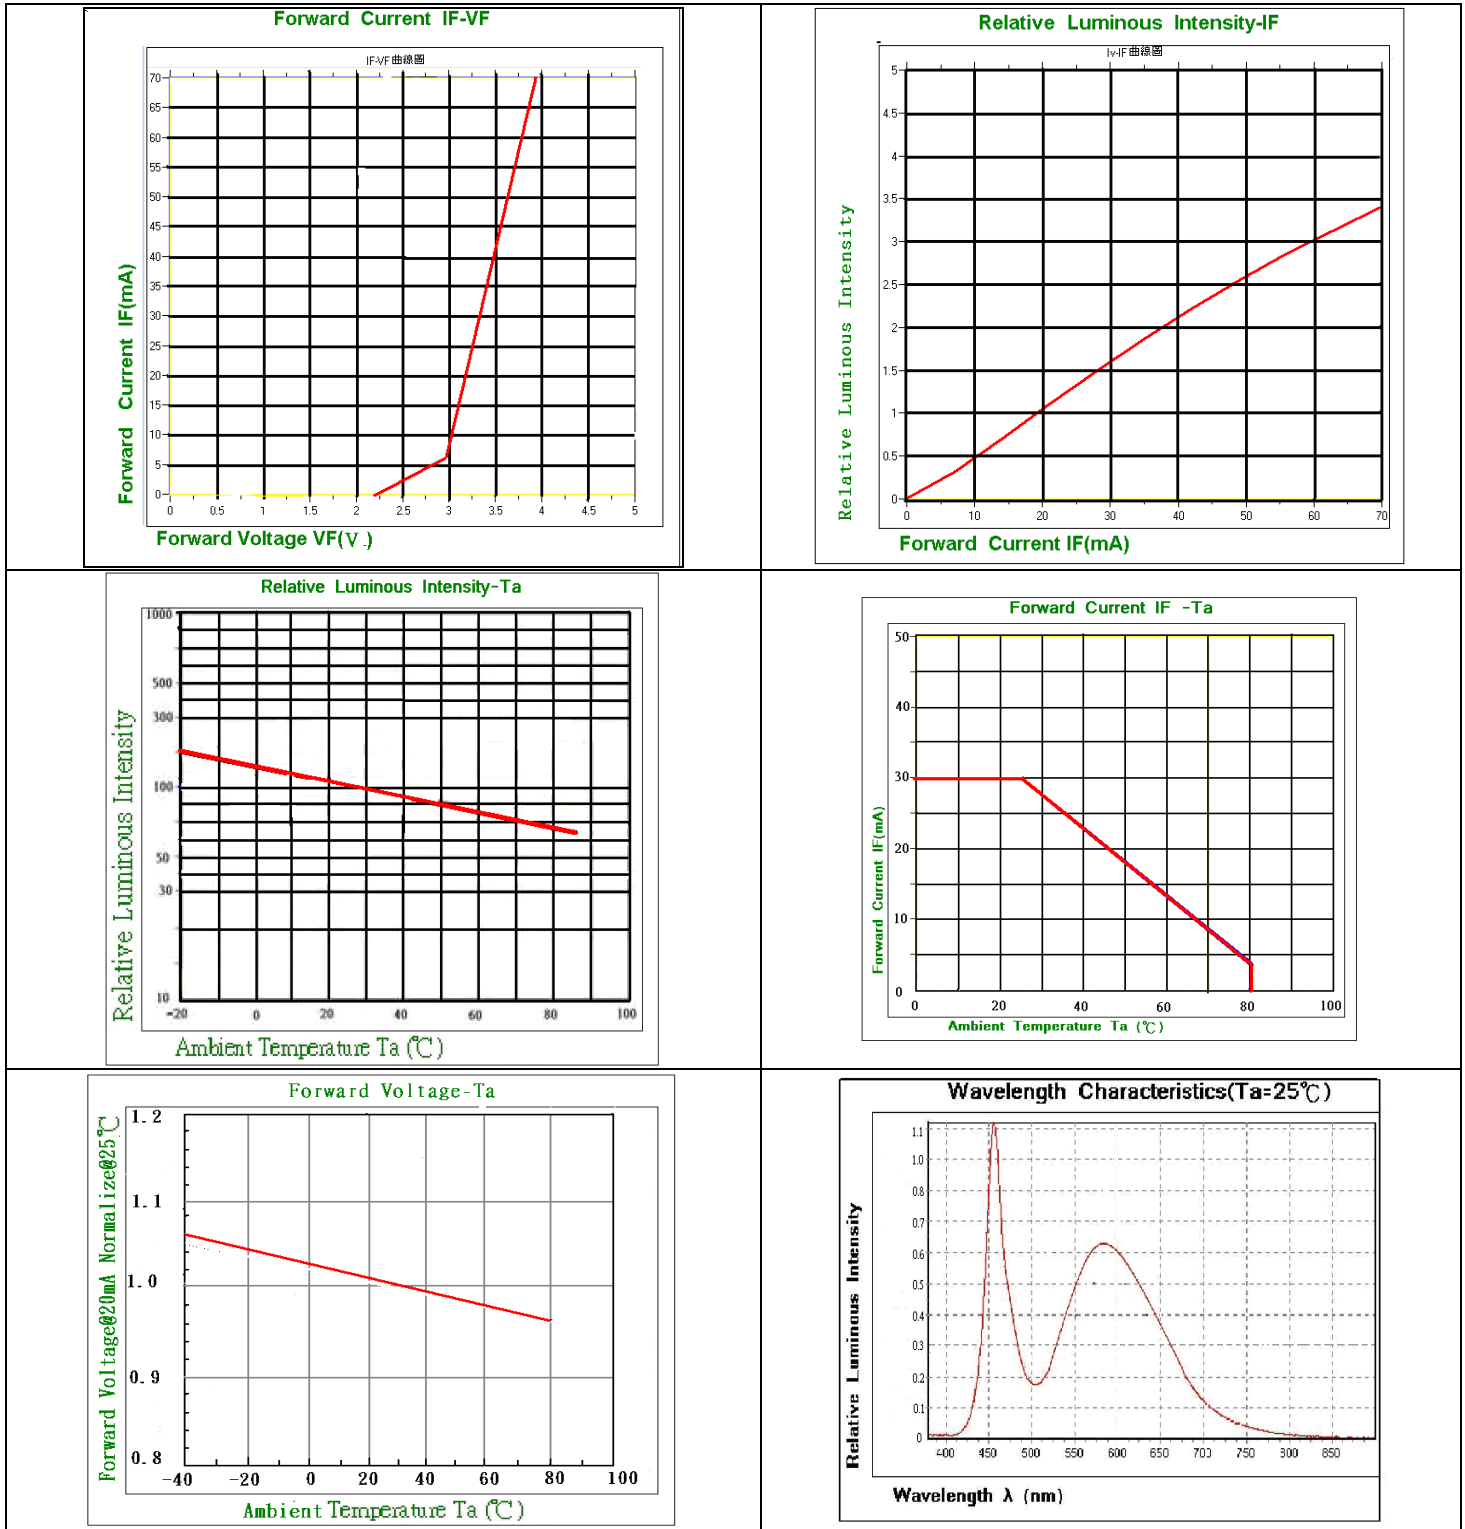 Forward Current IF-VF
IF-VF 曲線圖
70
65
60
55
50
45
40
35
30
25
20
15
10
5
0
0 0.5 1 1.5 2 2.5 3 3.5 4 4.5 5
Forward Current IF(mA)
Forward Voltage VF(V.)
Relative Luminous Intensity-IF
Iv-IF 曲線圖
5
4.5
4
3.5
3
2.5
2
1.5
1
0.5
0
0 10 20 30 40 50 60 70
Relative Luminous Intensity
Forward Current IF(mA)
Relative Luminous Intensity-Ta
1000
500
300
100
50
30
10
-20 0 20 40 60 80 100
Relative Luminous Intensity
Ambient Temperature Ta (℃)
Forward Current IF -Ta
50
40
30
20
10
0
0 20 40 60 80 100
Forward Current IF(mA)
Ambient Temperature Ta (℃)
Forward Voltage-Ta
1.2
1.1
1.0
0.9
0.8
-40 -20 0 20 40 60 80 100
Forward Voltage@20mA Normalize@25℃
Ambient Temperature Ta (℃)
Wavelength Characteristics(Ta=25℃)
1.1
1.0
0.8
0.7
0.6
0.5
0.4
0.3
0.2
0.1
0
400 450 500 550 600 650 700 750 800 850
Relative Luminous Intensity
Wavelength λ (nm)